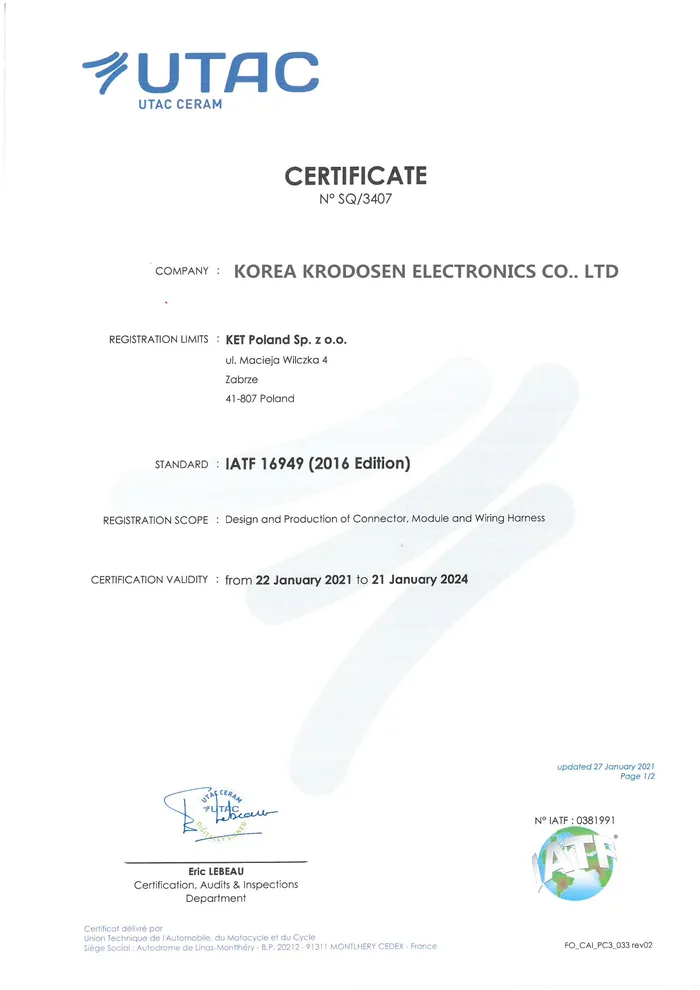 UTAC
UTAC CERAM
CERTIFICATE
N° SQ/3407
COMPANY : KOREA KRODOSEN ELECTRONICS CO.. LTD
REGISTRATION LIMITS : KET Poland Sp. z o.o.
ul. Macieja Wilczka 4
Zabrze
41-807 Poland
STANDARD : IATF 16949 (2016 Edition)
REGISTRATION SCOPE : Design and Production of Connector, Module and Wiring Harness
CERTIFICATION VALIDITY : from 22 January 2021 to 21 January 2024
updated 27 January 2021
Page 1/2
UTAC CERAM
UTAC
Lebeau
DIGITALLY SIGNED
N° IATF : 0381991
IATF
Eric LEBEAU
Certification, Audits & Inspections
Department
Certificat délivré par
Union Technique de l'Automobile, du Motocycle et du Cycle
Siège Social : Autodrome de Linas-Montlhéry - B.P. 20212 - 91311 MONTLHERY CEDEX - France
FO_CAI_PC3_033 rev02